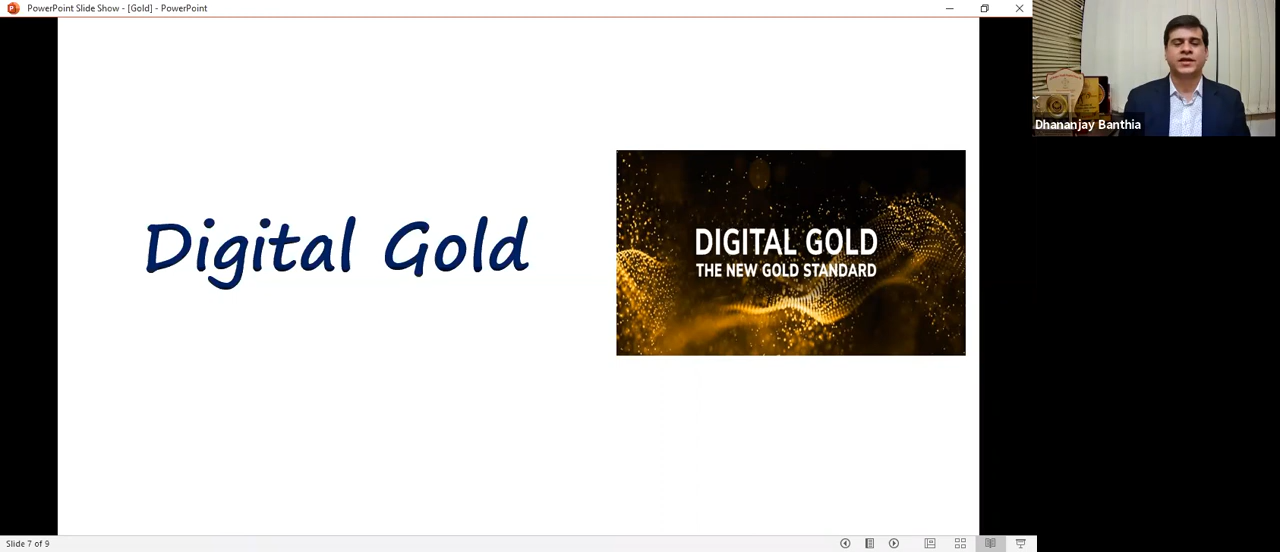 PowerPoint Slide Show - [Gold] - PowerPoint
Digital Gold
DIGITAL GOLD
THE NEW GOLD STANDARD
Dhananjay Banthia
Slide 7 of 9